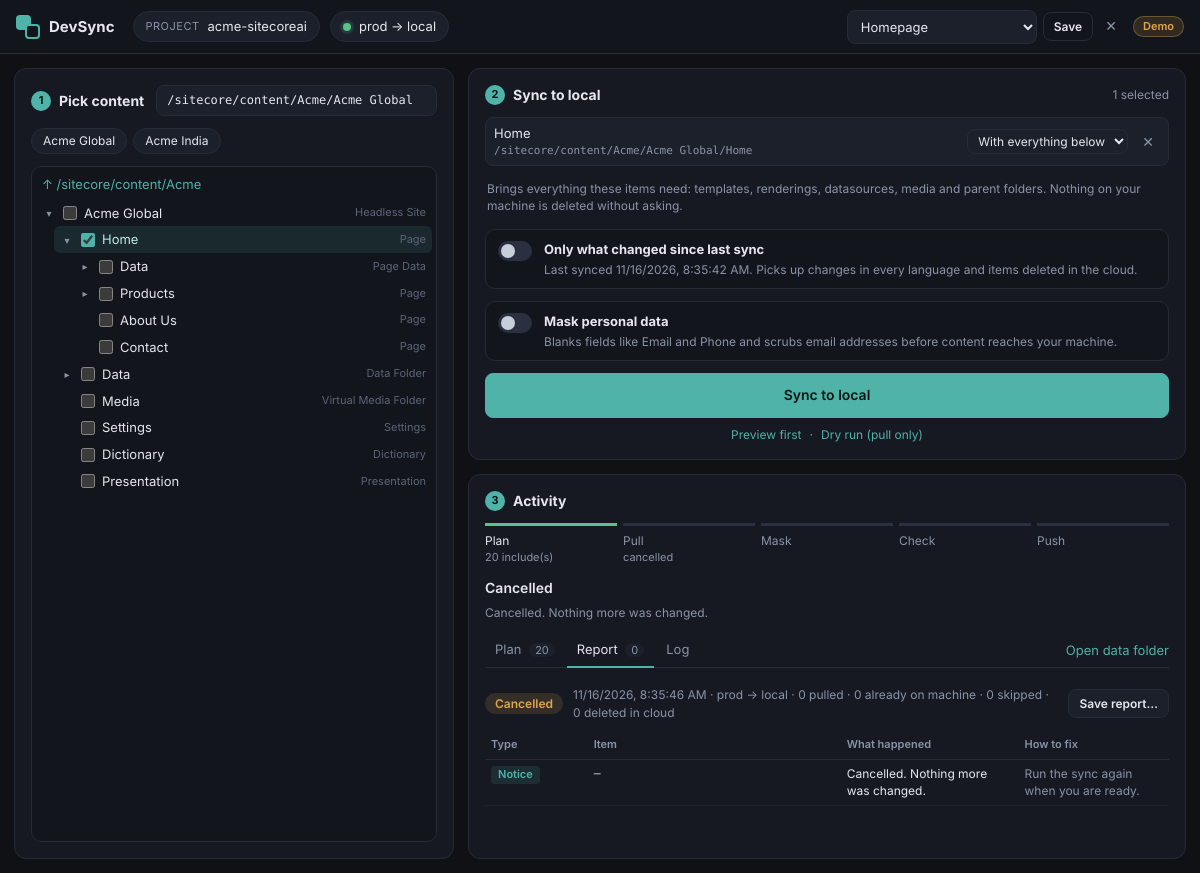 DevSync
PROJECT acme-sitecoreai
prod → local
Homepage
Save
×
Demo
1 Pick content
/sitecore/content/Acme/Acme Global
Acme Global
Acme India
↑ /sitecore/content/Acme
Acme Global Headless Site
Home Page
Data Page Data
Products Page
About Us Page
Contact Page
Data Data Folder
Media Virtual Media Folder
Settings Settings
Dictionary Dictionary
Presentation Presentation
2 Sync to local
1 selected
Home
/sitecore/content/Acme/Acme Global/Home
With everything below
×
Brings everything these items need: templates, renderings, datasources, media and parent folders. Nothing on your
machine is deleted without asking.
Only what changed since last sync
Last synced 11/16/2026, 8:35:42 AM. Picks up changes in every language and items deleted in the cloud.
Mask personal data
Blanks fields like Email and Phone and scrubs email addresses before content reaches your machine.
Sync to local
Preview first · Dry run (pull only)
3 Activity
Plan Pull Mask Check Push
20 include(s) cancelled
Cancelled
Cancelled. Nothing more was changed.
Plan 20 Report 0 Log
Open data folder
Cancelled
11/16/2026, 8:35:46 AM · prod → local · 0 pulled · 0 already on machine · 0 skipped ·
0 deleted in cloud
Save report...
Type Item What happened How to fix
Notice – Cancelled. Nothing more Run the sync again
was changed. when you are ready.